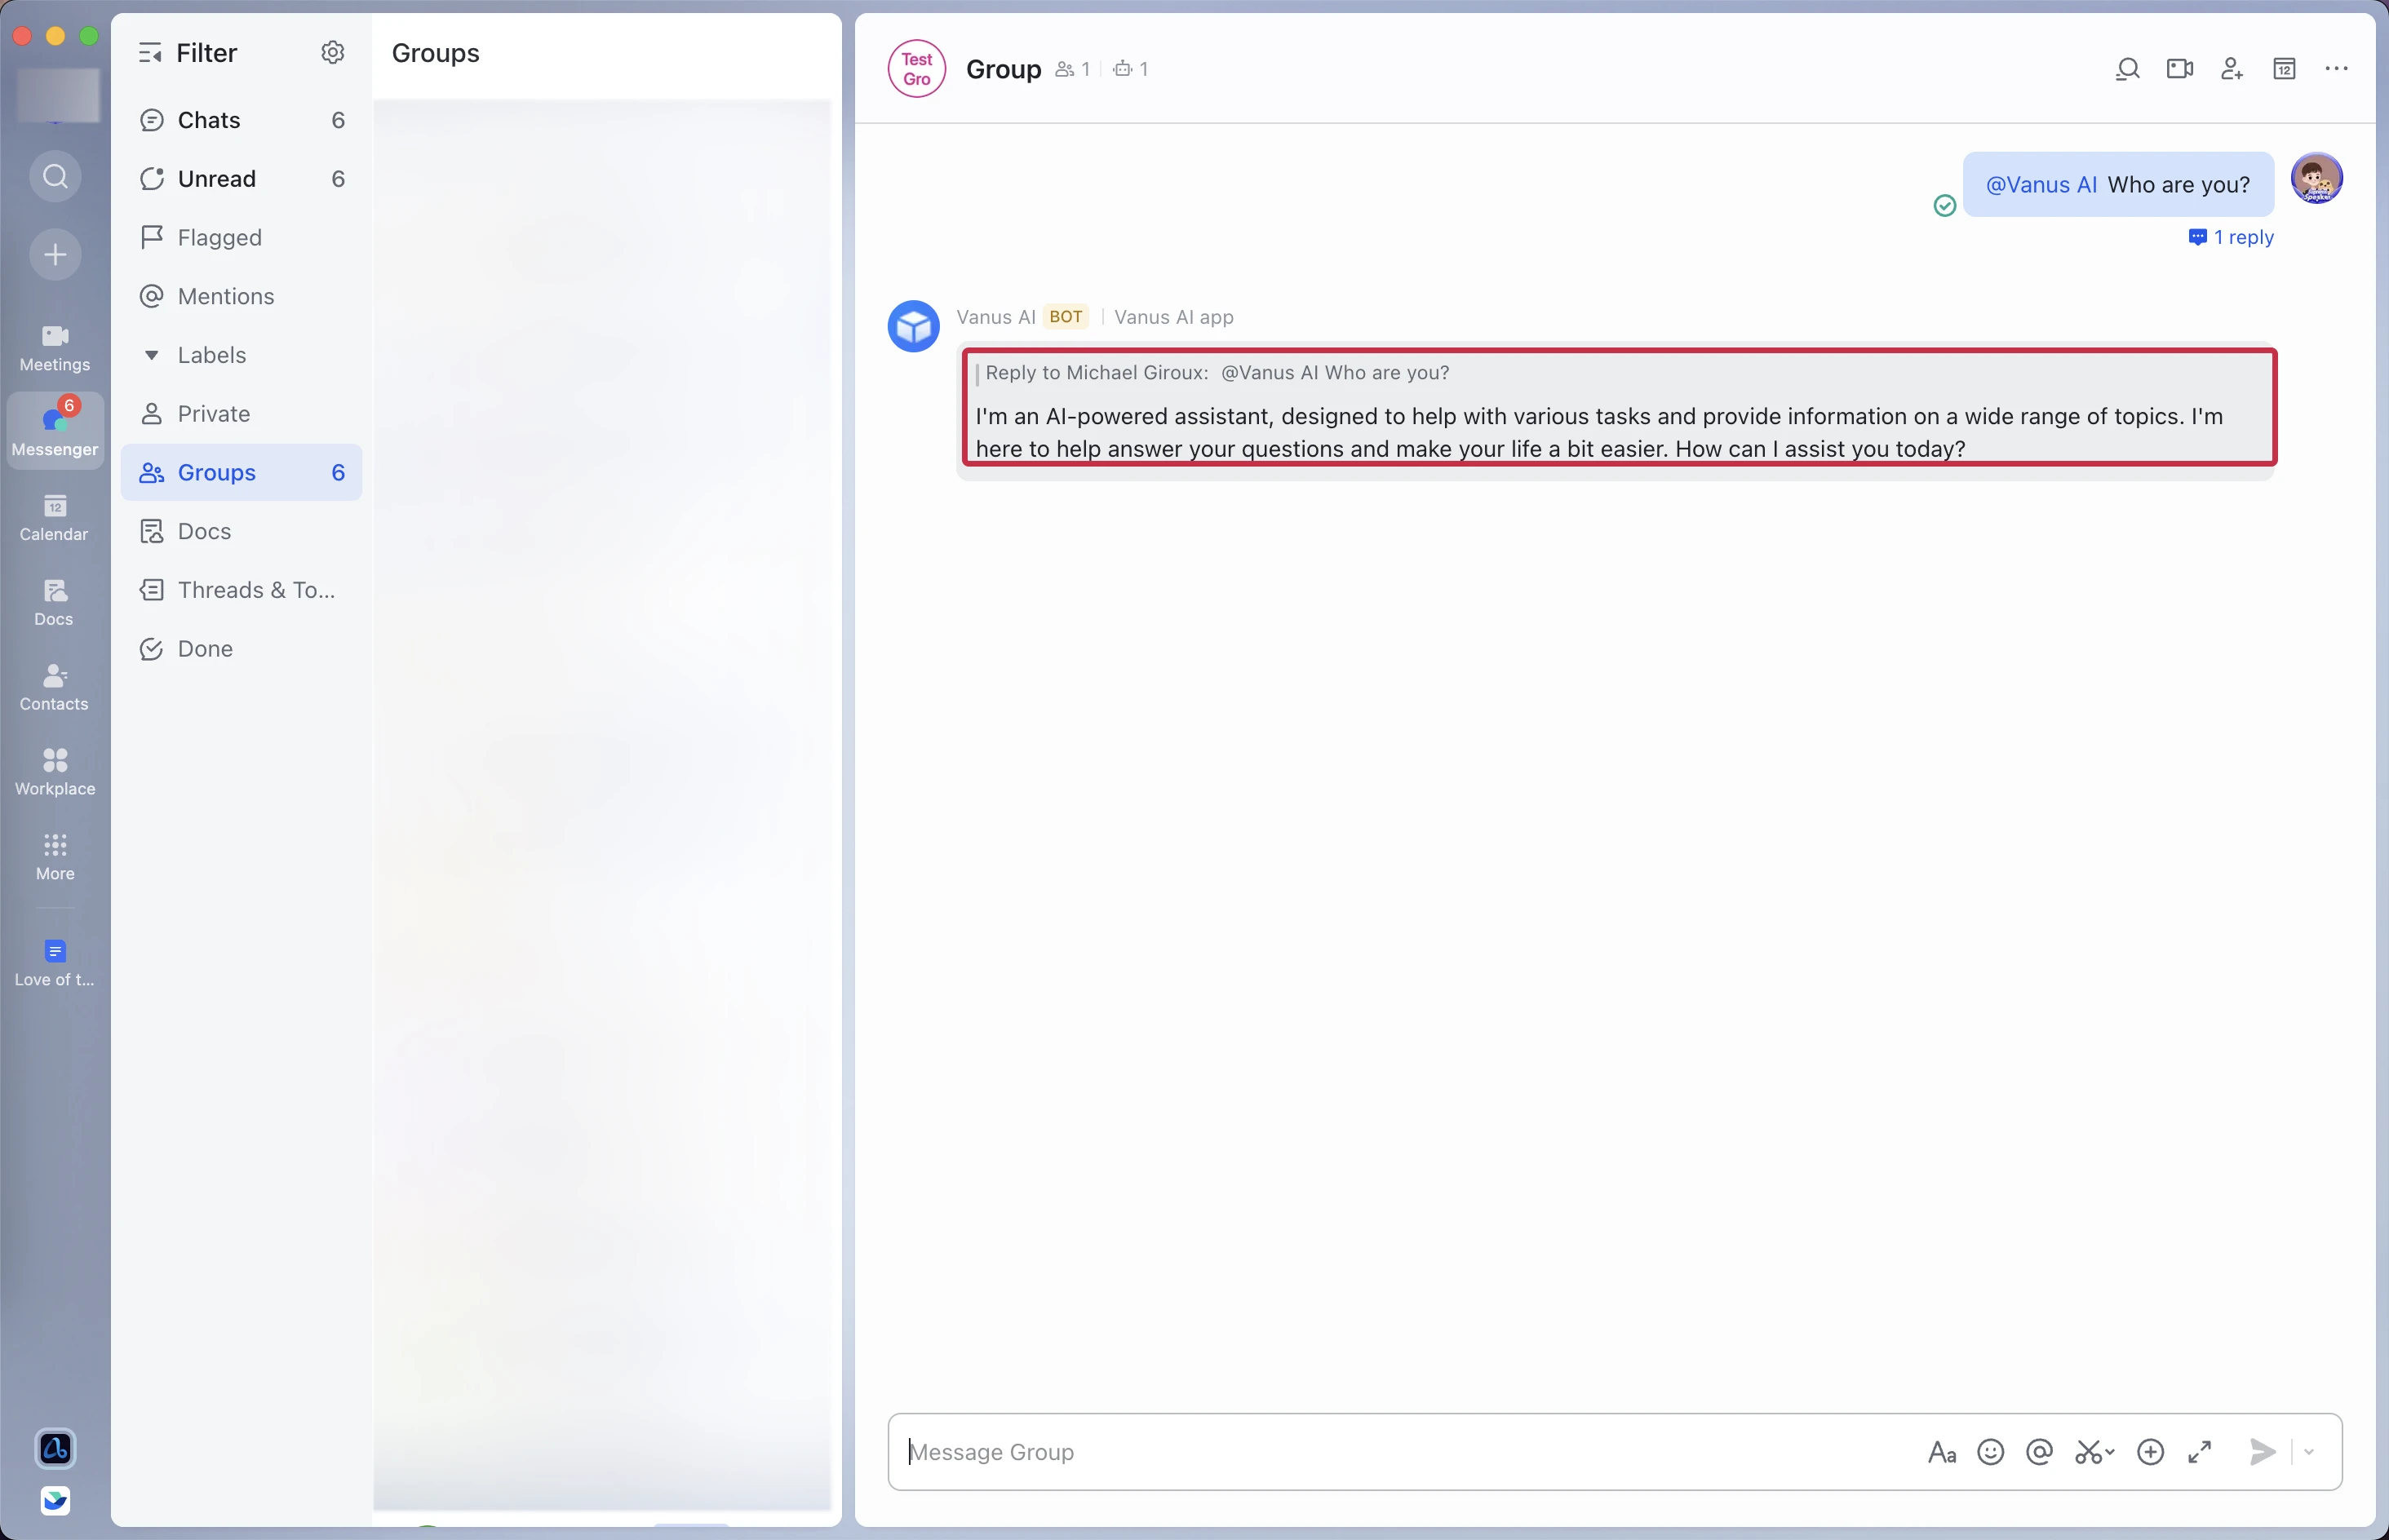 Meetings
6
Messenger
12
Calendar
Docs
Contacts
Workplace
More
Love of t...
Filter
Chats 6
Unread 6
Flagged
Mentions
Labels
Private
Groups 6
Docs
Threads & To...
Done
Groups
Test
Gro
Group 1 1
12
@Vanus AI Who are you?
1 reply
Vanus AI BOT Vanus AI app
Reply to Michael Giroux: @Vanus AI Who are you?
I'm an AI-powered assistant, designed to help with various tasks and provide information on a wide range of topics. I'm
here to help answer your questions and make your life a bit easier. How can I assist you today?
Message Group
Aa